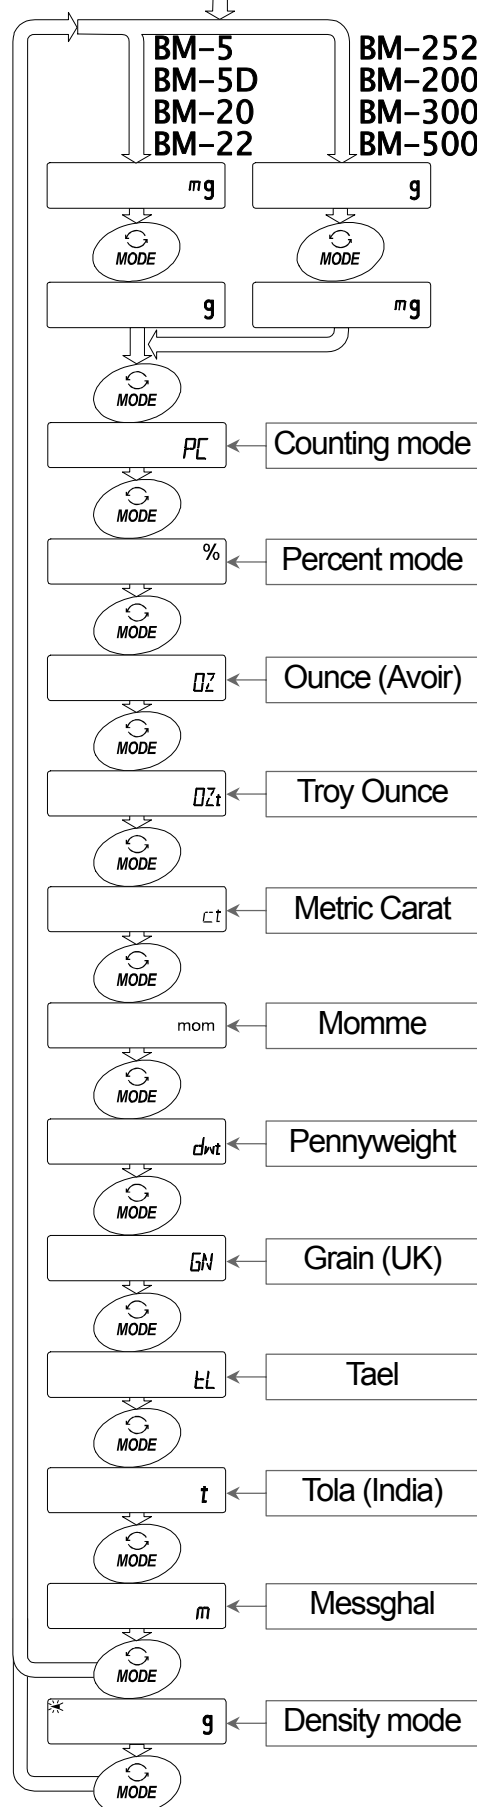 BM-5
BM-5D
BM-20
BM-22
BM-252
BM-200
BM-300
BM-500
mg
g
MODE
MODE
g
mg
MODE
PC
Counting mode
MODE
%
Percent mode
MODE
OZ
Ounce (Avoir)
MODE
OZt
Troy Ounce
MODE
ct
Metric Carat
MODE
mom
Momme
MODE
dwt
Pennyweight
MODE
GN
Grain (UK)
MODE
tL
Tael
MODE
t
Tola (India)
MODE
m
Messghal
MODE
g
Density mode
MODE